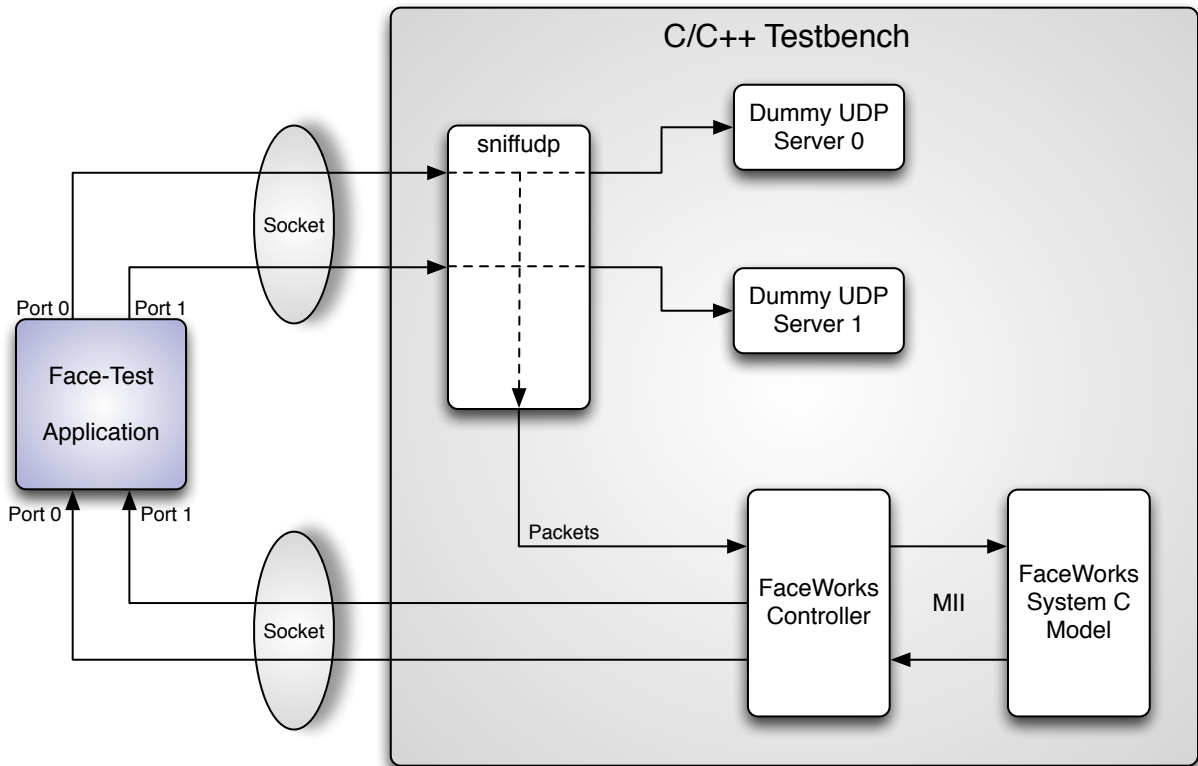 C/C++ Testbench
Dummy UDP
Server 0
sniffudp
Socket
Dummy UDP
Server 1
Port 0
Port 1
Face-Test
Application
Port 0
Port 1
Packets
FaceWorks
Controller
MII
FaceWorks
System C
Model
Socket